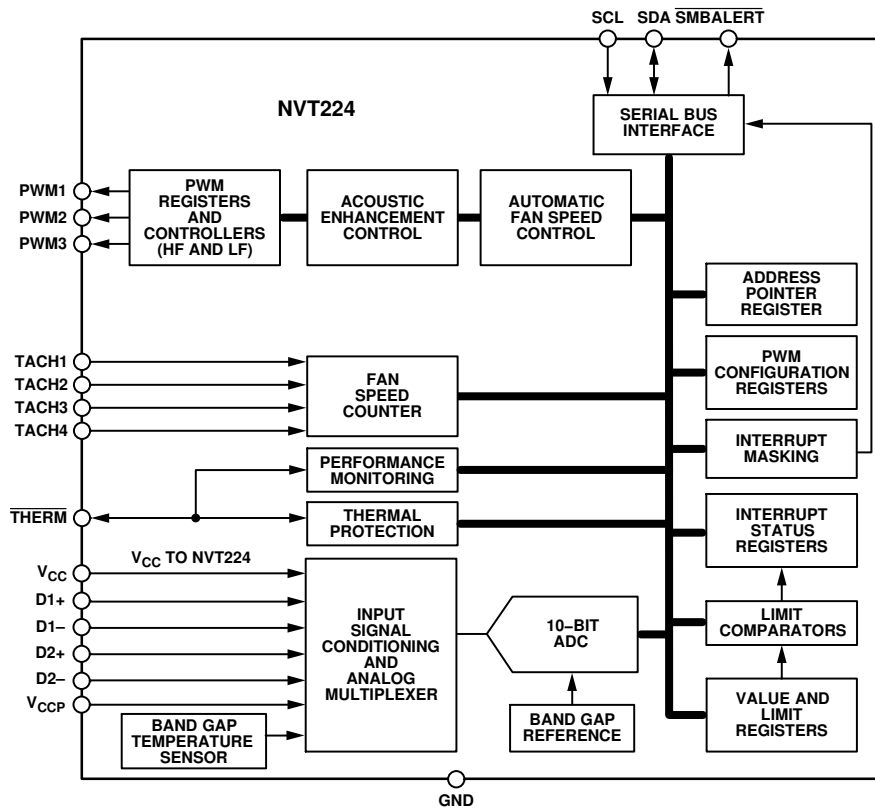 SCL SDA SMBALERT
NVT224
SERIAL BUS
INTERFACE
PWM1
PWM2
PWM3
PWM
REGISTERS
AND
CONTROLLERS
(HF AND LF)
ACOUSTIC
ENHANCEMENT
CONTROL
AUTOMATIC
FAN SPEED
CONTROL
ADDRESS
POINTER
REGISTER
TACH1
TACH2
TACH3
TACH4
FAN
SPEED
COUNTER
PWM
CONFIGURATION
REGISTERS
PERFORMANCE
MONITORING
INTERRUPT
MASKING
THERM
THERMAL
PROTECTION
INTERRUPT
STATUS
REGISTERS
VCC
VCC TO NVT224
D1+
D1–
D2+
D2–
VCCP
INPUT
SIGNAL
CONDITIONING
AND
ANALOG
MULTIPLEXER
10–BIT
ADC
LIMIT
COMPARATORS
BAND GAP
TEMPERATURE
SENSOR
BAND GAP
REFERENCE
VALUE AND
LIMIT
REGISTERS
GND